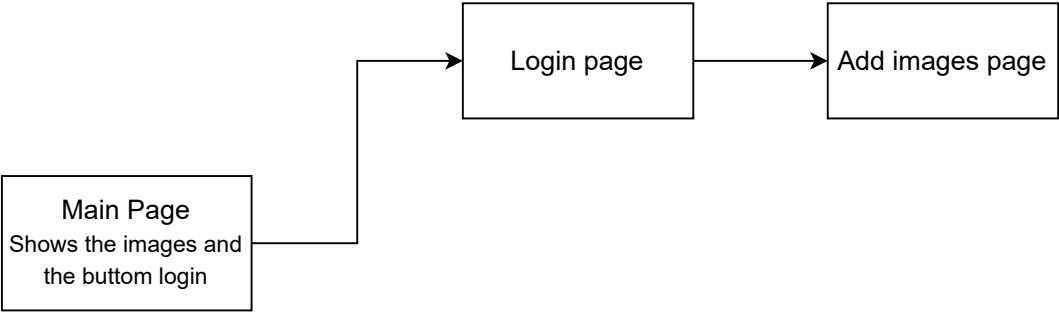 Login page
Add images page
Main Page
Shows the images and
the buttom login